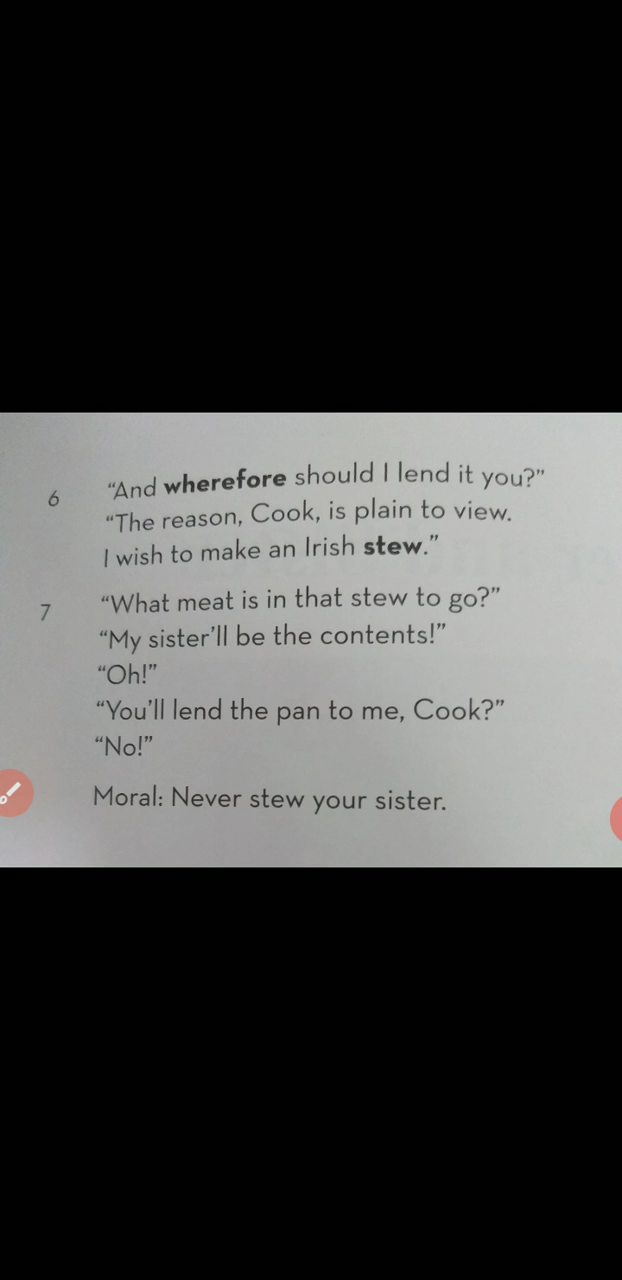 6 “And wherefore should I lend it you?”
“The reason, Cook, is plain to view.
I wish to make an Irish stew.”
7 “What meat is in that stew to go?”
“My sister’ll be the contents!”
“Oh!”
“You’ll lend the pan to me, Cook?”
“No!”
Moral: Never stew your sister.